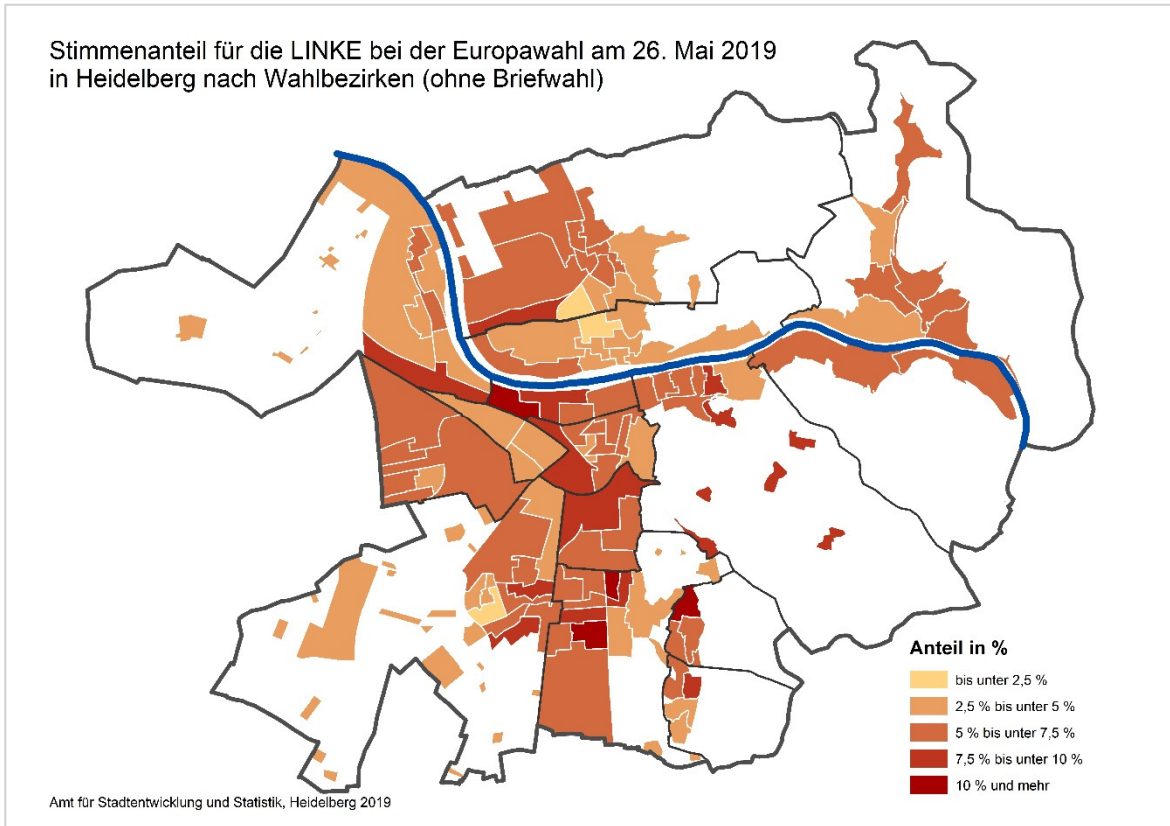 Stimmenanteil für die LINKE bei der Europawahl am 26. Mai 2019
in Heidelberg nach Wahlbezirken (ohne Briefwahl)
Anteil in %
bis unter 2,5 %
2,5 % bis unter 5 %
5 % bis unter 7,5 %
7,5 % bis unter 10 %
10 % und mehr
Amt für Stadtentwicklung und Statistik, Heidelberg 2019